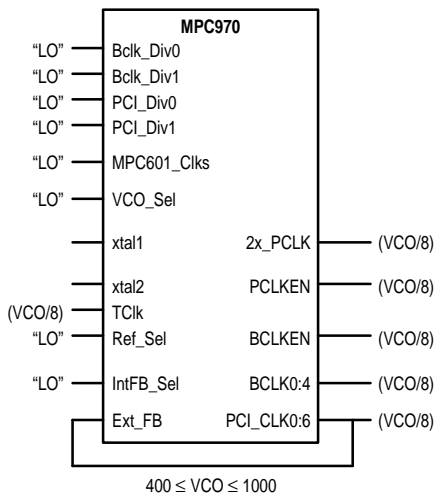 MPC970
“LO” Bclk_Div0
“LO” Bclk_Div1
“LO” PCI_Div0
“LO” PCI_Div1
“LO” MPC601_Clks
“LO” VCO_Sel
xtal1 2x_PCLK (VCO/8)
xtal2 PCLKEN (VCO/8)
(VCO/8) TClk
“LO” Ref_Sel BCLKEN (VCO/8)
“LO” IntFB_Sel BCLK0:4 (VCO/8)
Ext_FB PCI_CLK0:6 (VCO/8)
400 ≤ VCO ≤ 1000